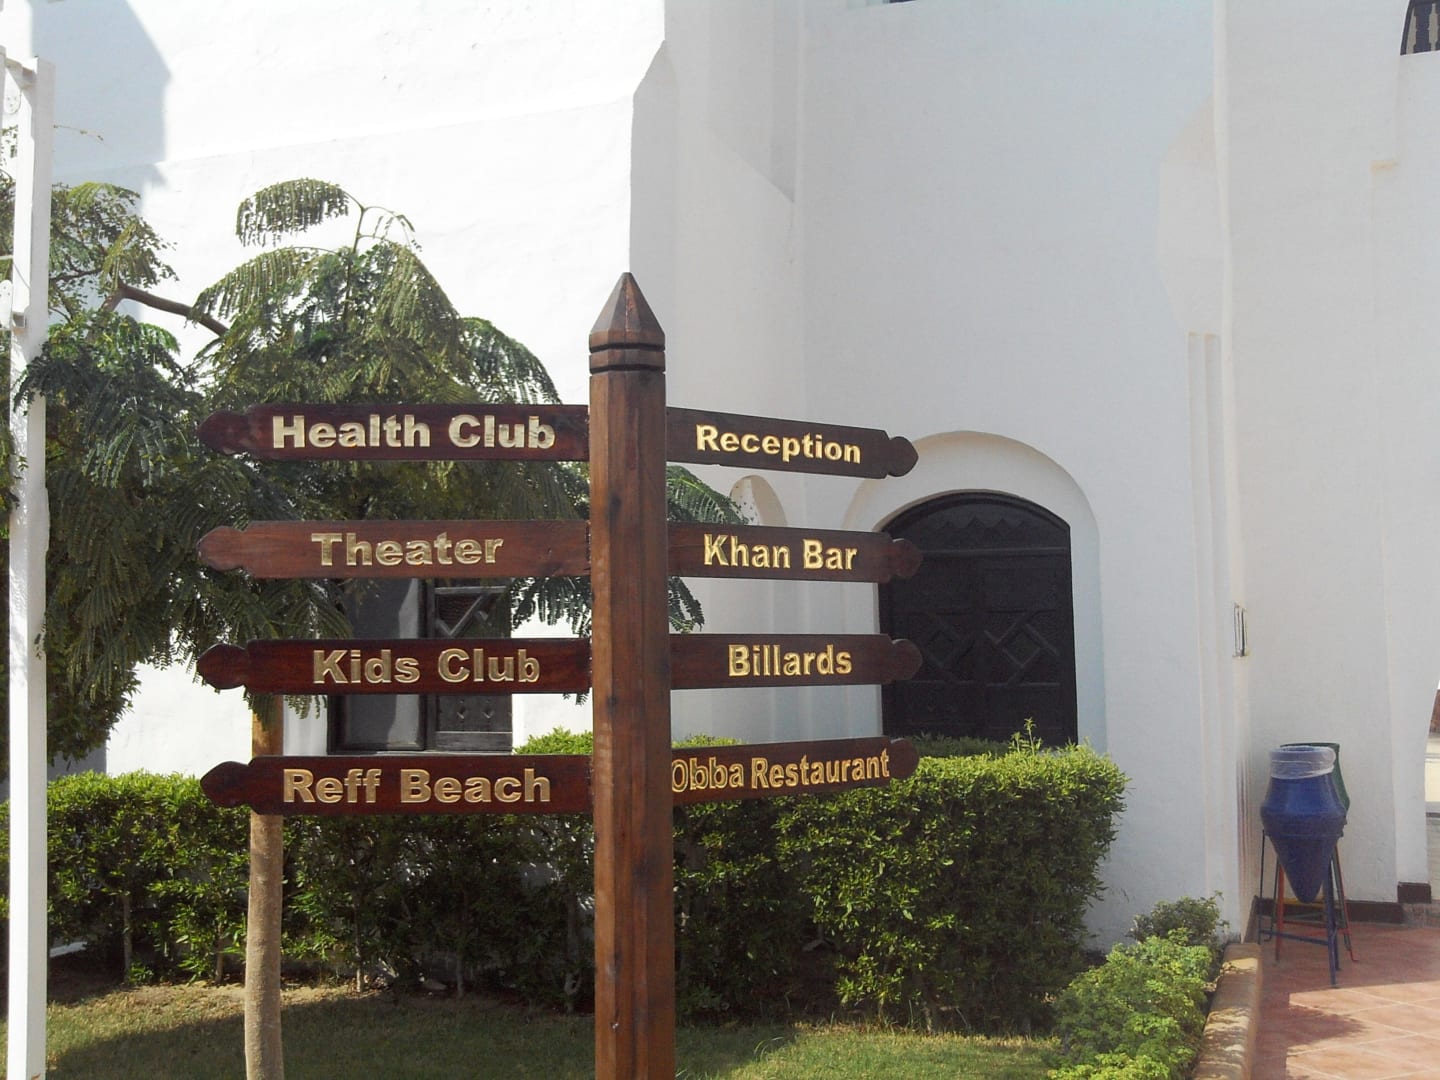 Health Club
Reception
Theater
Khan Bar
Kids Club
Billards
Reff Beach
Obba Restaurant